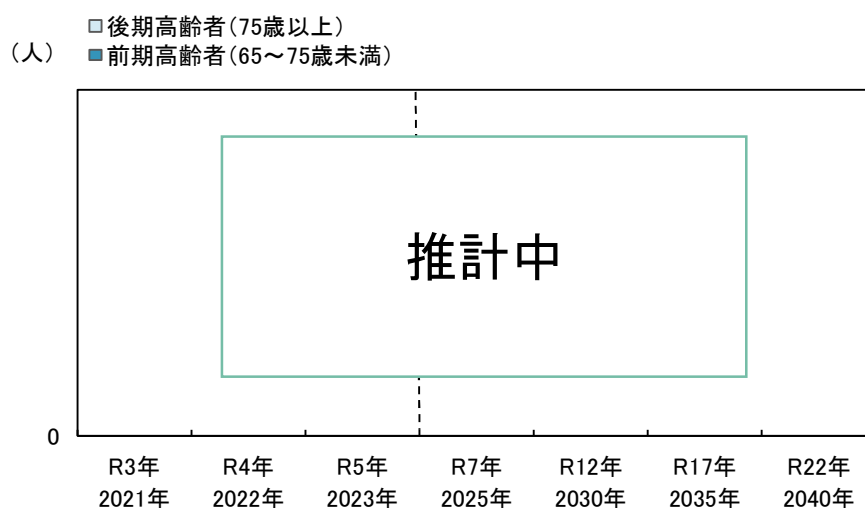 後期高齢者（75歳以上）
（人）
前期高齢者（65～75歳未満）
推計中
0
R3年 R4年 R5年 R7年 R12年 R17年 R22年
2021年 2022年 2023年 2025年 2030年 2035年 2040年